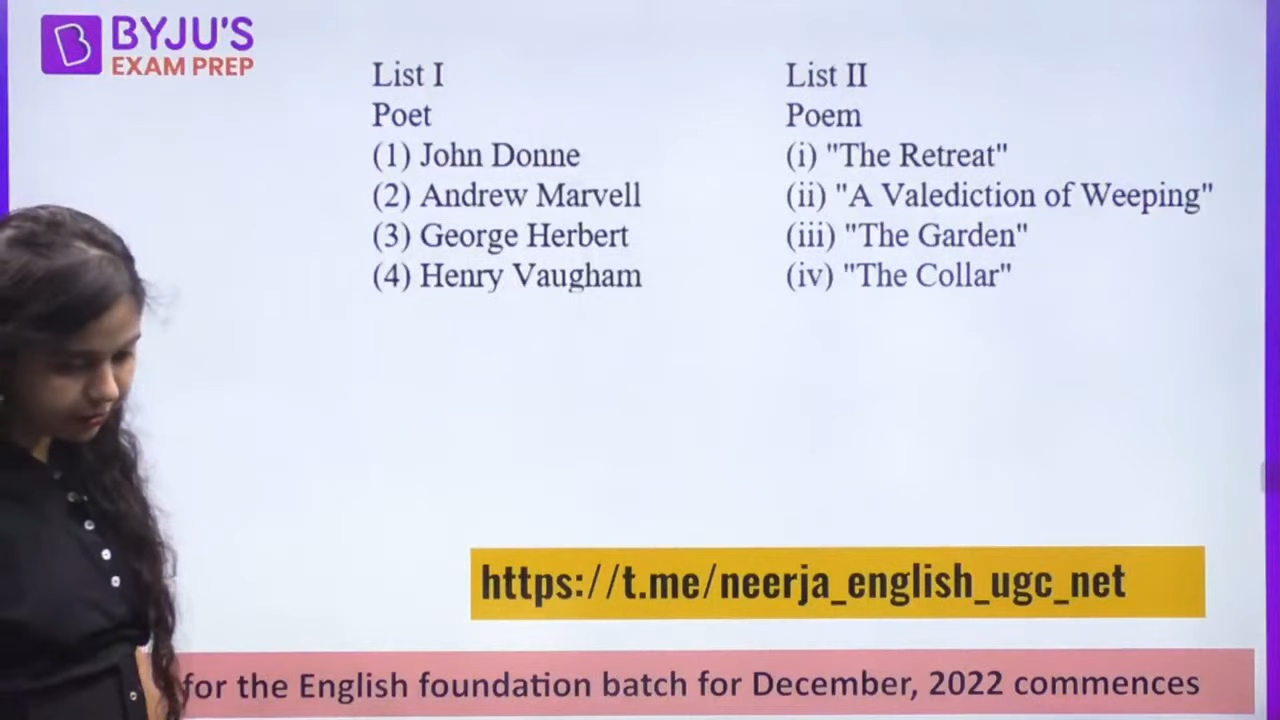 BYJU'S
EXAM PREP
List I
Poet
(1) John Donne
(2) Andrew Marvell
(3) George Herbert
(4) Henry Vaugham
List II
Poem
(i) "The Retreat"
(ii) "A Valediction of Weeping"
(iii) "The Garden"
(iv) "The Collar"
https://t.me/neerja_english_ugc_net
for the English foundation batch for December, 2022 commences